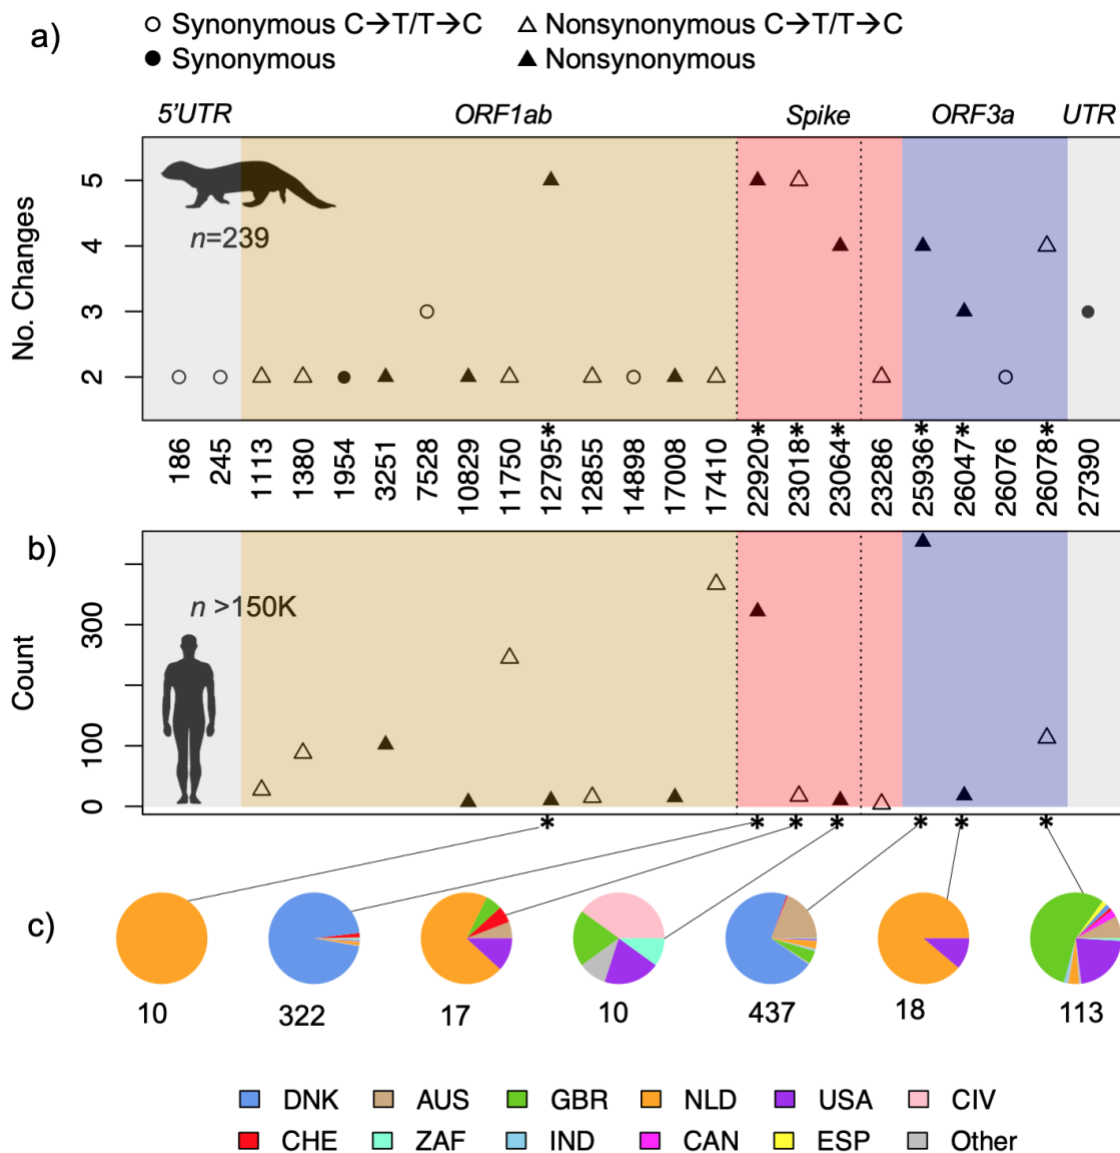 a)
Synonymous C→T/T→C
Nonsynonymous C→T/T→C
Synonymous
Nonsynonymous
5'UTR ORF1ab Spike ORF3a UTR
No. Changes
5
4
3
2
n=239
186 245 1113 1380 1954 3251 7528 10829 11750 12795* 12855 14898 17008 17410 22920* 23018* 23064* 23286 25936* 26047* 26076 26078* 27390
b)
Count
300
100
0
n >150K
* * * * * * *
c)
10 322 17 10 437 18 113
DNK AUS GBR NLD USA CIV
CHE ZAF IND CAN ESP Other